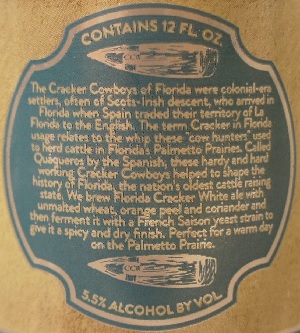 CONTAINS 12 FL. OZ.
The Cracker Cowboys of Florida were colonial-era
settlers, often of Scots-Irish descent, who arrived in
Florida when Spain traded their territory of La
Florida to the English. The term Cracker in Florida
usage relates to the whip these "cow hunters" used
to herd cattle in Florida's Palmetto Prairies. Called
Quaqueros by the Spanish, these hardy and hard
working Cracker Cowboys helped to shape the
history of Florida, the nation's oldest cattle raising
state. We brew Florida Cracker White ale with
unmalted wheat, orange peel and coriander and
then ferment it with a French Saison yeast strain to
give it a spicy and dry finish. Perfect for a warm day
on the Palmetto Prairie.
5.5% ALCOHOL BY VOL.